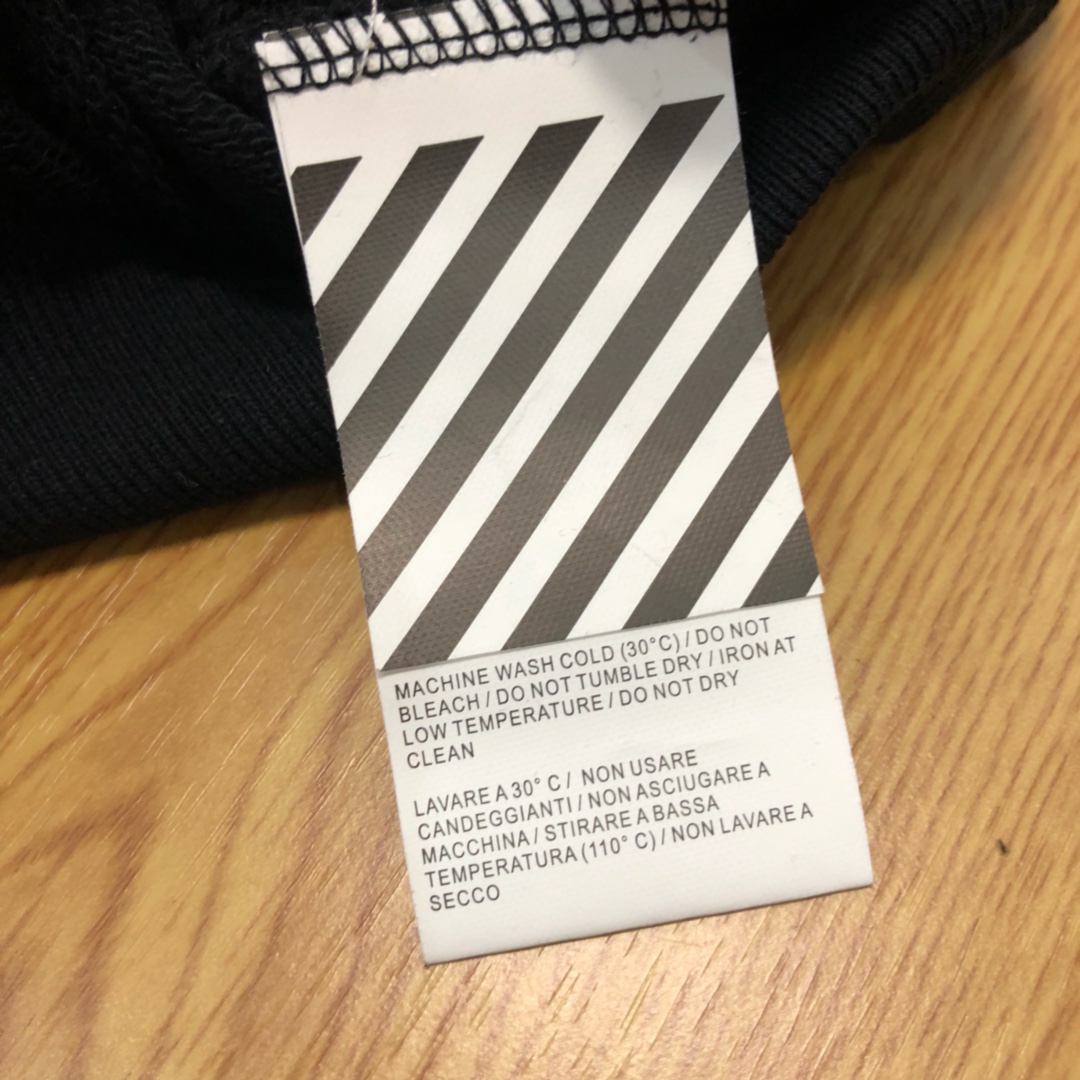 MACHINE WASH COLD (30°C) / DO NOT
BLEACH / DO NOT TUMBLE DRY / IRON AT
LOW TEMPERATURE / DO NOT DRY
CLEAN
LAVARE A 30° C / NON USARE
CANDEGGIANTI / NON ASCIUGARE A
MACCHINA / STIRARE A BASSA
TEMPERATURA (110° C) / NON LAVARE A
SECCO